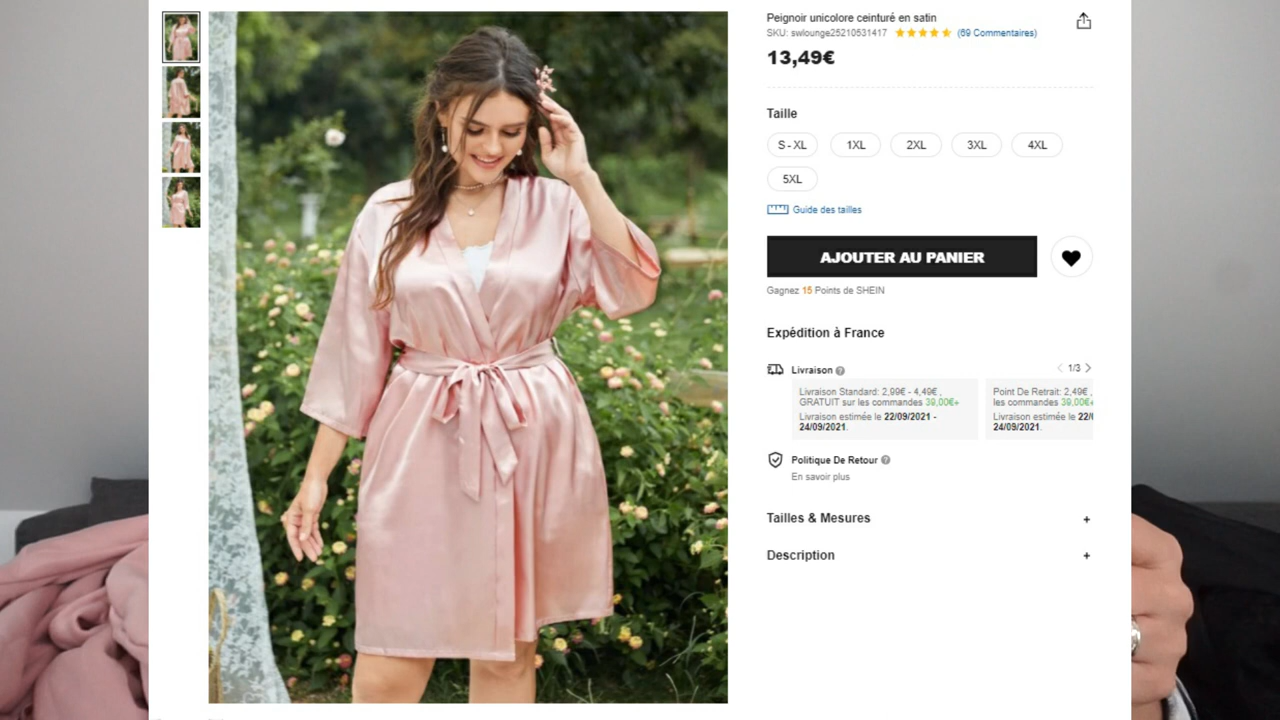 Peignoir unicolore ceinturé en satin
SKU: swlounge25210531417 (69 Commentaires)
13,49€
Taille
S - XL 1XL 2XL 3XL 4XL
5XL
Guide des tailles
AJOUTER AU PANIER
Gagnez 15 Points de SHEIN
Expédition à France
Livraison ? 1/3
Livraison Standard: 2,99€ - 4,49€ ,
GRATUIT sur les commandes 39,00€+
Livraison estimée le 22/09/2021 -
24/09/2021.
Point De Retrait: 2,49€ ,
les commandes 39,00€+
Livraison estimée le 22/
24/09/2021.
Politique De Retour ?
En savoir plus
Tailles & Mesures +
Description +